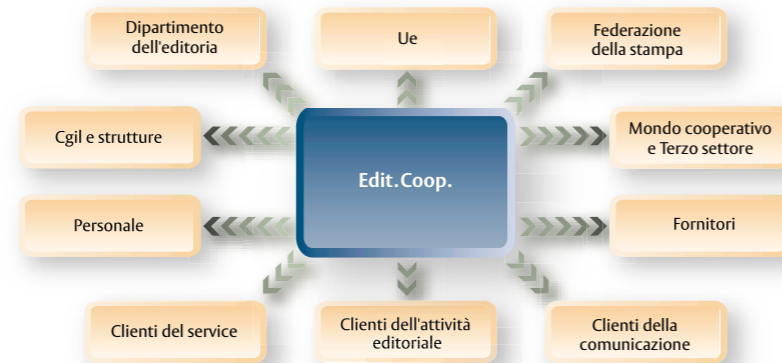 Dipartimento
dell'editoria
Ue
Federazione
della stampa
Cgil e strutture
Mondo cooperativo
e Terzo settore
Edit.Coop.
Personale
Fornitori
Clienti del service
Clienti dell'attività
editoriale
Clienti della
comunicazione